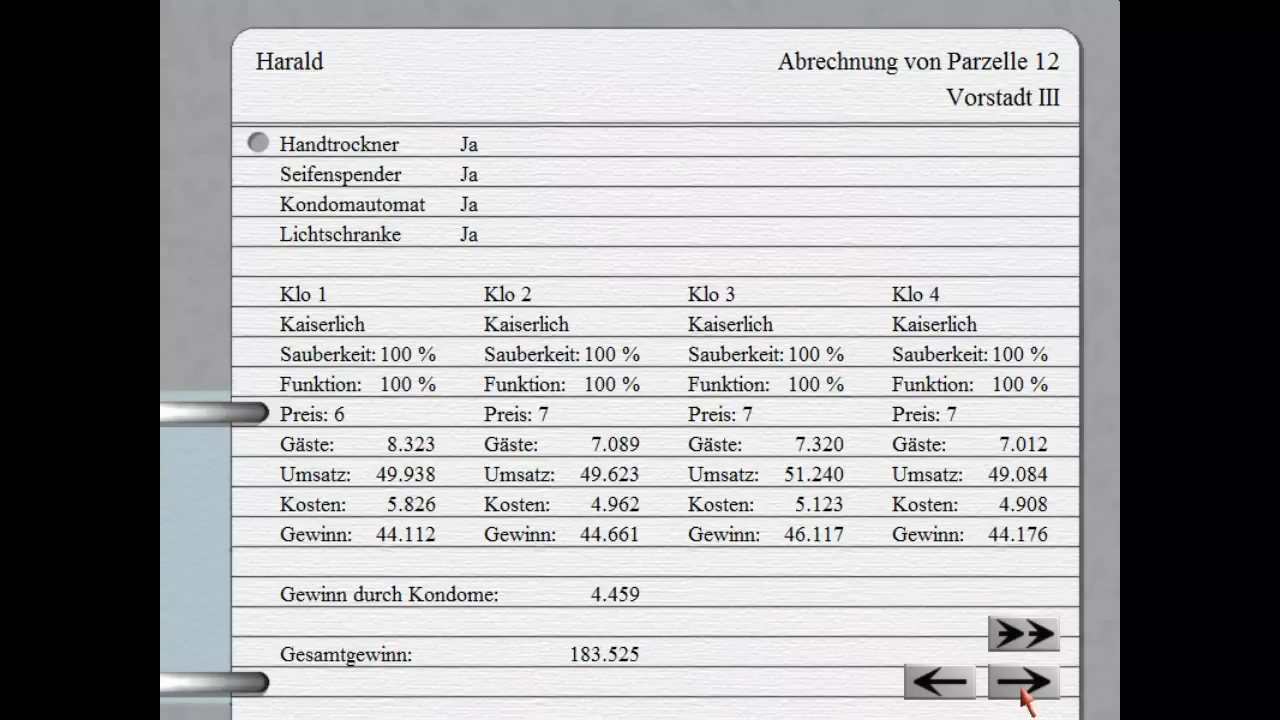 Harald Abrechnung von Parzelle 12
Vorstadt III
Handtrockner Ja
Seifenspender Ja
Kondomautomat Ja
Lichtschranke Ja
Klo 1 Klo 2 Klo 3 Klo 4
Kaiserlich Kaiserlich Kaiserlich Kaiserlich
Sauberkeit: 100 % Sauberkeit: 100 % Sauberkeit: 100 % Sauberkeit: 100 %
Funktion: 100 % Funktion: 100 % Funktion: 100 % Funktion: 100 %
Preis: 6 Preis: 7 Preis: 7 Preis: 7
Gäste: 8.323 Gäste: 7.089 Gäste: 7.320 Gäste: 7.012
Umsatz: 49.938 Umsatz: 49.623 Umsatz: 51.240 Umsatz: 49.084
Kosten: 5.826 Kosten: 4.962 Kosten: 5.123 Kosten: 4.908
Gewinn: 44.112 Gewinn: 44.661 Gewinn: 46.117 Gewinn: 44.176
Gewinn durch Kondome: 4.459
Gesamtgewinn: 183.525